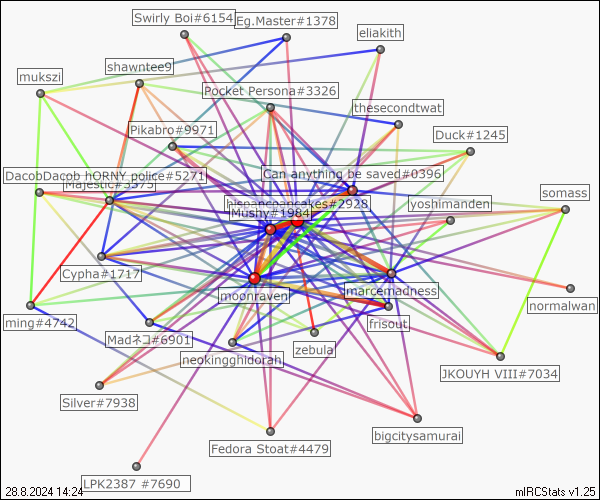 Swirly Boi#6154
Eg.Master#1378
eliakith
shawntee9
mukszi
Pocket Persona#3326
thesecondtwat
Pikabro#9971
Duck#1245
Can anything be saved#0396
DacobDacob hORNY police#5271
Majestic#3375
somass
hispancpancakes#2928
yoshimanden
Mushy#1984
Cypha#1717
moonraven
marcemadness
normalwan
ming#4742
frisout
Madネコ#6901
zebula
neokingghidorah
JKOUYH VIII#7034
Silver#7938
bigcitysamurai
Fedora Stoat#4479
LPK2387 #7690
28.8.2024 14:24
mIRCStats v1.25